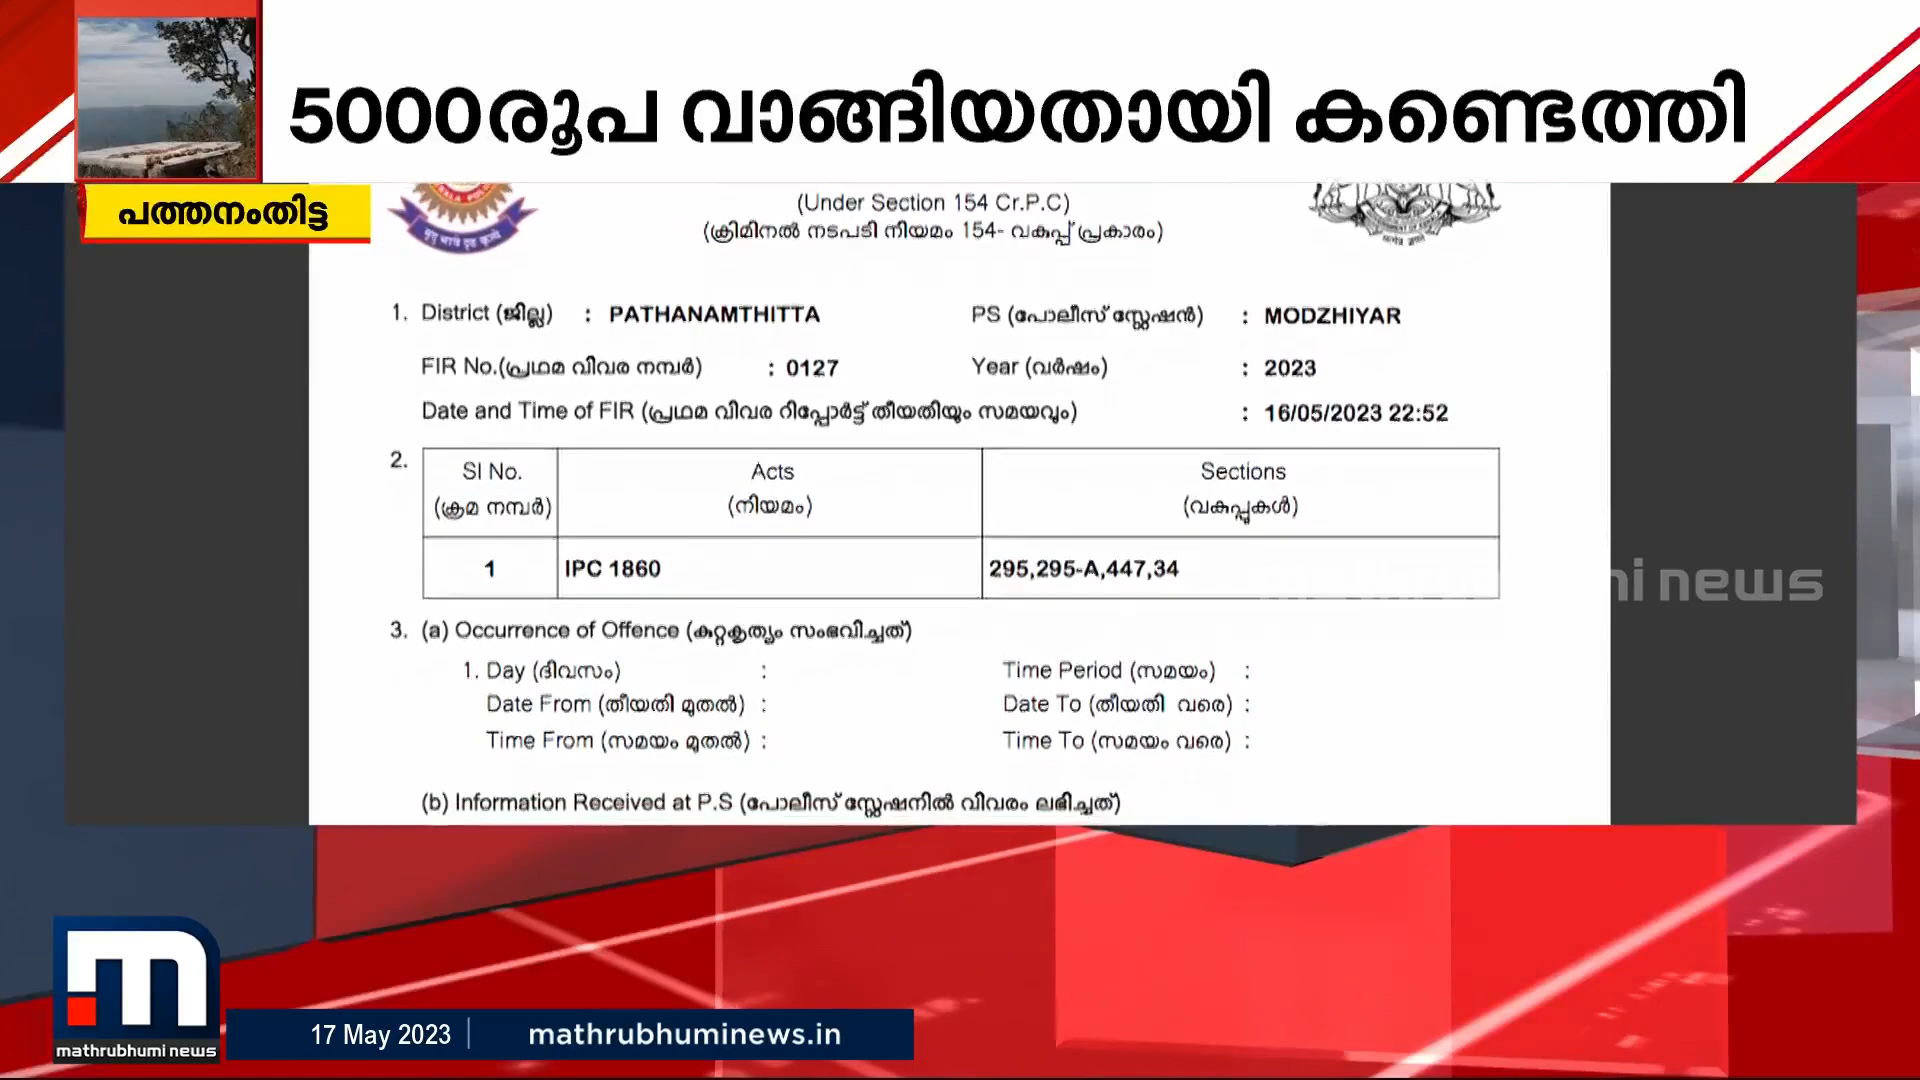 5000രൂപ വാങ്ങിയതായി കണ്ടെത്തി
പത്തനംതിട്ട
(Under Section 154 Cr.P.C)
(ക്രിമിനൽ നടപടി നിയമം 154- വകുപ്പ് പ്രകാരം)
1. District (ജില്ല) : PATHANAMTHITTA PS (പോലീസ് സ്റ്റേഷൻ) : MODZHIYAR
FIR No.(പ്രഥമ വിവര നമ്പർ) : 0127 Year (വർഷം) : 2023
Date and Time of FIR (പ്രഥമ വിവര റിപ്പോർട്ട് തീയതിയും സമയവും) : 16/05/2023 22:52
2. Sl No. Acts Sections
(ക്രമ നമ്പർ) (നിയമം) (വകുപ്പുകൾ)
1 IPC 1860 295,295-A,447,34
3. (a) Occurrence of Offence (കുറ്റകൃത്യം സംഭവിച്ചത്)
1. Day (ദിവസം) : Time Period (സമയം) :
Date From (തീയതി മുതൽ) : Date To (തീയതി വരെ) :
Time From (സമയം മുതൽ) : Time To (സമയം വരെ) :
(b) Information Received at P.S (പോലീസ് സ്റ്റേഷനിൽ വിവരം ലഭിച്ചത്)
news
mathrubhumi news
17 May 2023
mathrubhuminews.in